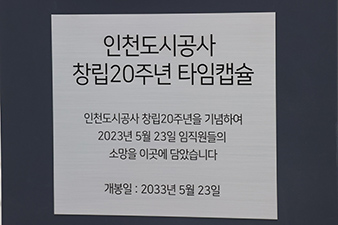 인천도시공사
창립20주년 타임캡슐
인천도시공사 창립20주년을 기념하여
2023년 5월 23일 임직원들의
소망을 이곳에 담았습니다
개봉일 : 2033년 5월 23일